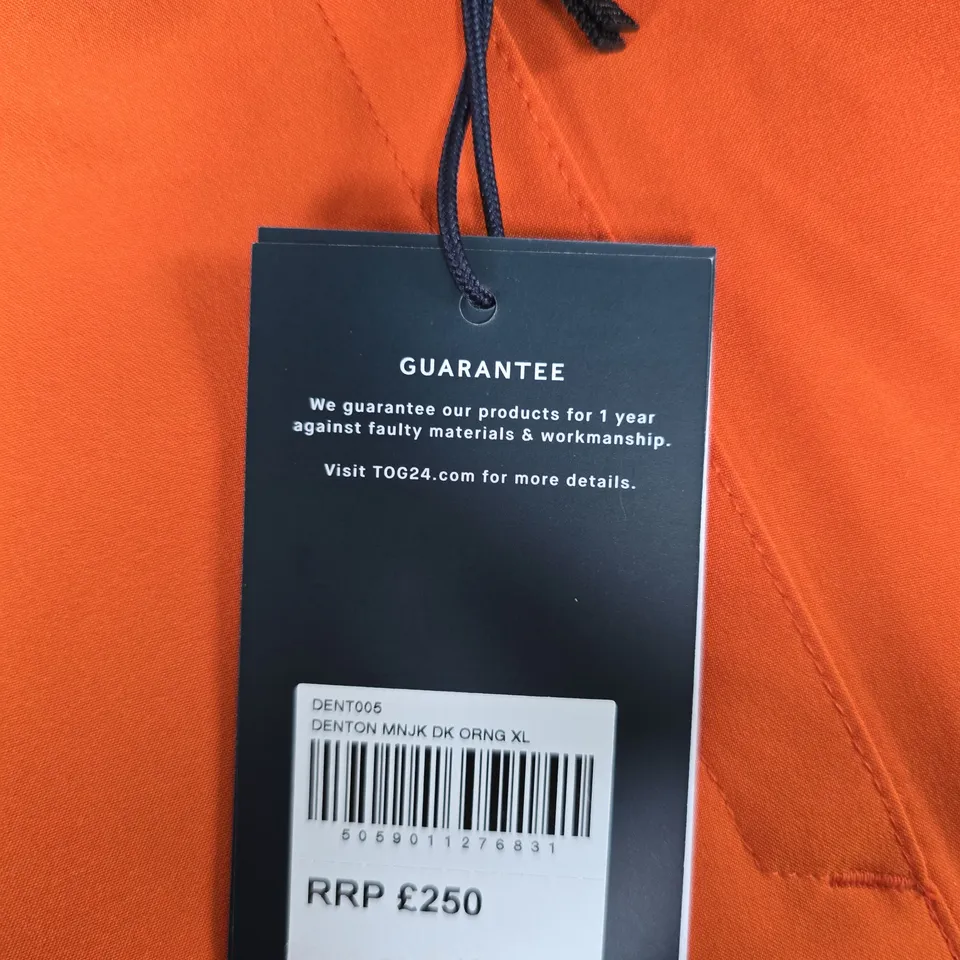 GUARANTEE
We guarantee our products for 1 year
against faulty materials & workmanship.
Visit TOG24.com for more details.
DENT005
DENTON MNJK DK ORNG XL
5059011276831
RRP £250